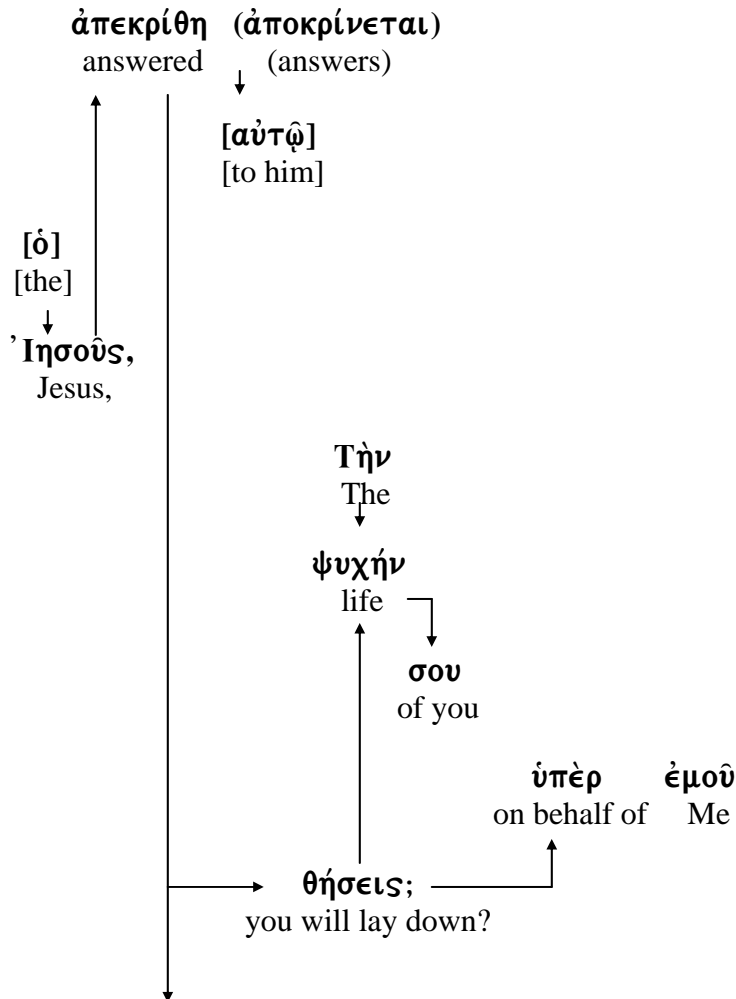 ἀπεκρίθη (ἀποκρίνεται)
answered (answers)
[αὐτῷ]
[to him]
[ὁ]
[the]
Ἰησοῦς,
Jesus,
Τὴν
The
ψυχήν
life
σου
of you
ὑπὲρ ἐμοῦ
on behalf of Me
θήσεις;
you will lay down?